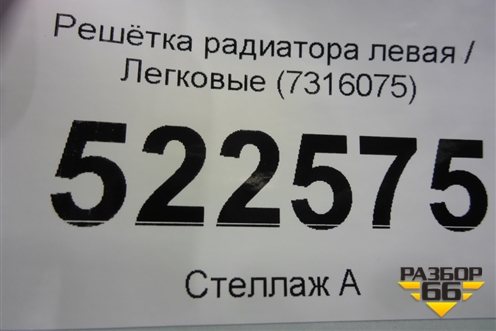 Решётка радиатора левая /
Легковые (7316075)
522575
Стеллаж А
РАЗБОР
66